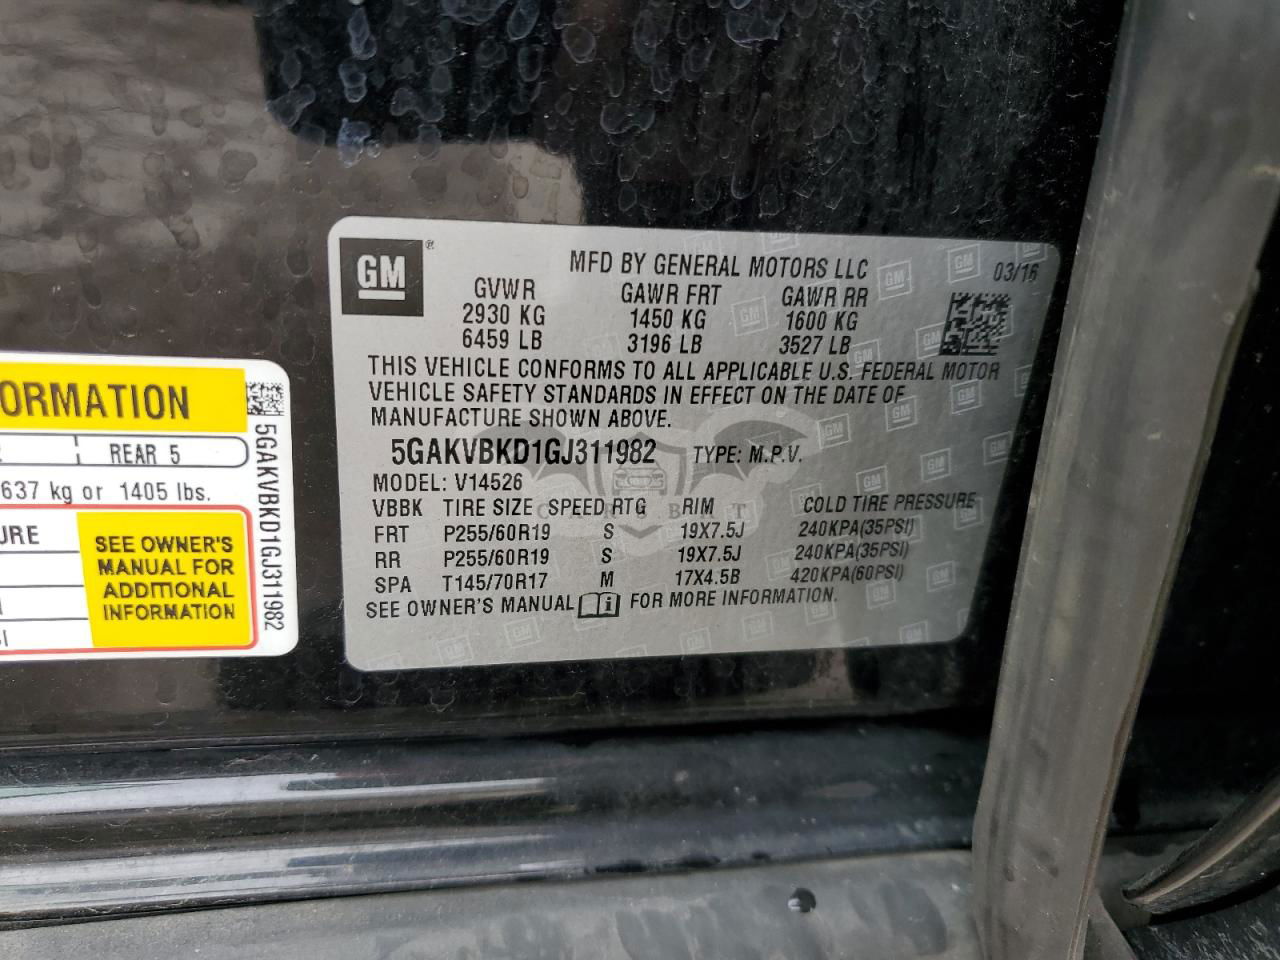 GM
MFD BY GENERAL MOTORS LLC
03/16
GVWR GAWR FRT GAWR RR
2930 KG 1450 KG 1600 KG
6459 LB 3196 LB 3527 LB
THIS VEHICLE CONFORMS TO ALL APPLICABLE U.S. FEDERAL MOTOR
VEHICLE SAFETY STANDARDS IN EFFECT ON THE DATE OF
MANUFACTURE SHOWN ABOVE.
5GAKVBKD1GJ311982 TYPE: M.P.V.
MODEL: V14526
VBBK TIRE SIZE SPEED RTG RIM COLD TIRE PRESSURE
FRT P255/60R19 S 19X7.5J 240KPA(35PSI)
RR P255/60R19 S 19X7.5J 240KPA(35PSI)
SPA T145/70R17 M 17X4.5B 420KPA(60PSI)
SEE OWNER'S MANUAL FOR MORE INFORMATION.
ORMATION
REAR 5
637 kg or 1405 lbs.
URE
SEE OWNER'S
MANUAL FOR
ADDITIONAL
INFORMATION
5GAKVBKD1GJ311982